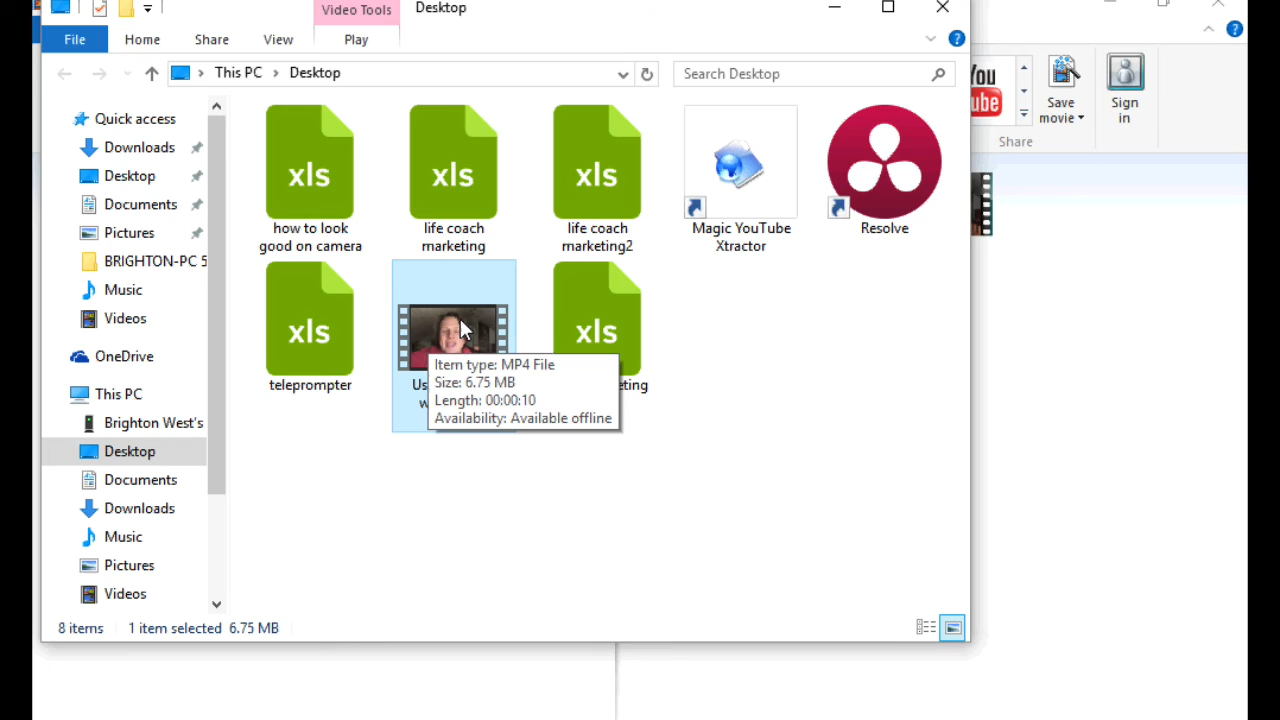 Video Tools
Desktop
File
Home
Share
View
Play
This PC
Desktop
Search Desktop
You
Tube
Save
movie
Sign
in
Share
Quick access
Downloads
Desktop
Documents
Pictures
BRIGHTON-PC 5
Music
Videos
OneDrive
This PC
Brighton West's
Desktop
Documents
Downloads
Music
Pictures
Videos
xls
how to look
good on camera
xls
life coach
marketing
xls
life coach
marketing2
Magic YouTube
Xtractor
Resolve
xls
teleprompter
xls
Item type: MP4 File
Size: 6.75 MB
Length: 00:00:10
Availability: Available offline
8 items
1 item selected 6.75 MB